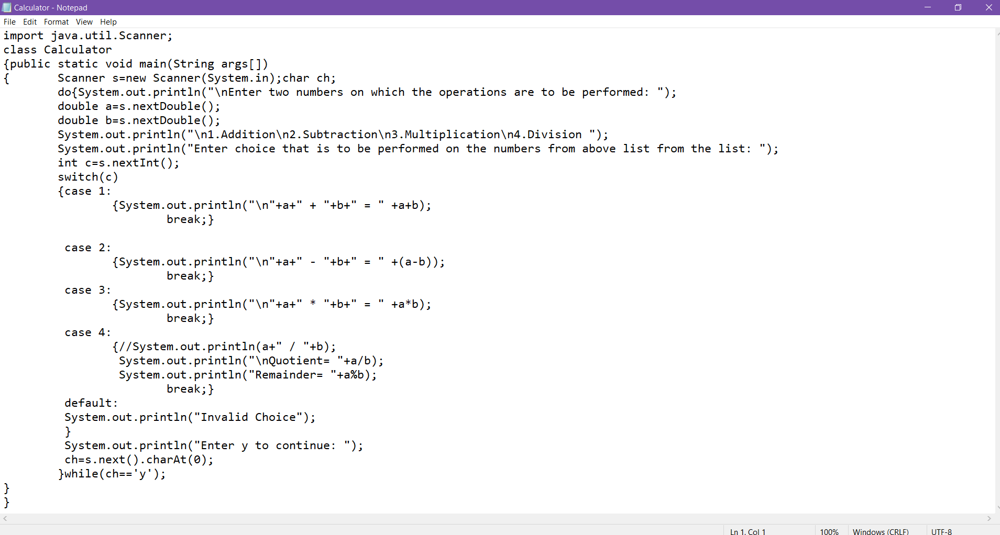 Calculator - Notepad
File Edit Format View Help
import java.util.Scanner;
class Calculator
{public static void main(String args[])
{       Scanner s=new Scanner(System.in);char ch;
        do{System.out.println("\nEnter two numbers on which the operations are to be performed: ");
        double a=s.nextDouble();
        double b=s.nextDouble();
        System.out.println("\n1.Addition\n2.Subtraction\n3.Multiplication\n4.Division ");
        System.out.println("Enter choice that is to be performed on the numbers from above list from the list: ");
        int c=s.nextInt();
        switch(c)
        {case 1:
                {System.out.println("\n"+a+" + "+b+" = " +a+b);
                        break;}

         case 2:
                {System.out.println("\n"+a+" - "+b+" = " +(a-b));
                        break;}
         case 3:
                {System.out.println("\n"+a+" * "+b+" = " +a*b);
                        break;}
         case 4:
                {//System.out.println(a+" / "+b);
                 System.out.println("\nQuotient= "+a/b);
                 System.out.println("Remainder= "+a%b);
                        break;}
         default:
         System.out.println("Invalid Choice");
         }
         System.out.println("Enter y to continue: ");
         ch=s.next().charAt(0);
        }while(ch=='y');
}
}
Ln 1, Col 1 100% Windows (CRLF) UTF-8